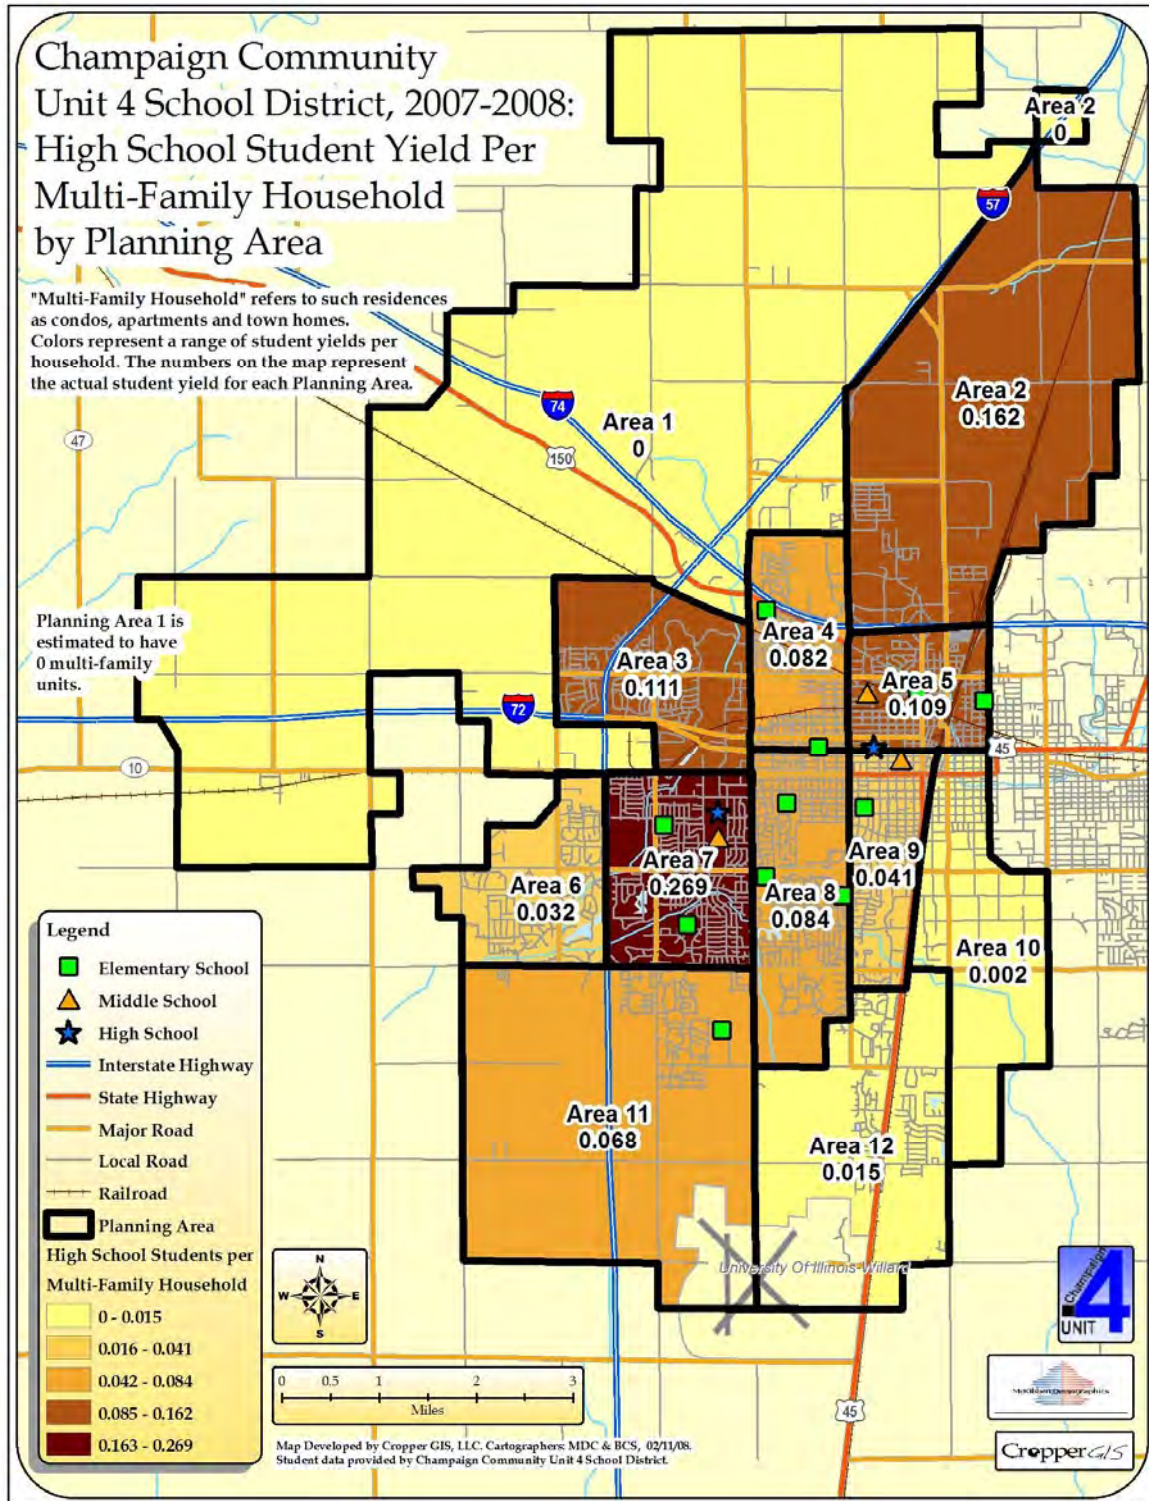 Champaign Community
Unit 4 School District, 2007-2008:
High School Student Yield Per
Multi-Family Household
by Planning Area
"Multi-Family Household" refers to such residences
as condos, apartments and town homes.
Colors represent a range of student yields per
household. The numbers on the map represent
the actual student yield for each Planning Area.
Area 2
0
57
Area 2
0.162
74
Area 1
0
150
47
Planning Area 1 is
estimated to have
0 multi-family
units.
Area 4
0.082
Area 3
0.111
Area 5
0.109
72
45
10
Area 7
0.269
Area 9
0.041
Area 6
0.032
Area 8
0.084
Area 10
0.002
Area 11
0.068
Area 12
0.015
University Of Illinois-Willard
45
Legend
Elementary School
Middle School
High School
Interstate Highway
State Highway
Major Road
Local Road
Railroad
Planning Area
High School Students per
Multi-Family Household
0 - 0.015
0.016 - 0.041
0.042 - 0.084
0.085 - 0.162
0.163 - 0.269
N
W E
S
0 0.5 1 2 3
Miles
Map Developed by Cropper GIS, LLC. Cartographers: MDC & BCS, 02/11/08.
Student data provided by Champaign Community Unit 4 School District.
Champaign
4
UNIT
McKibben Demographics
Cropper GIS